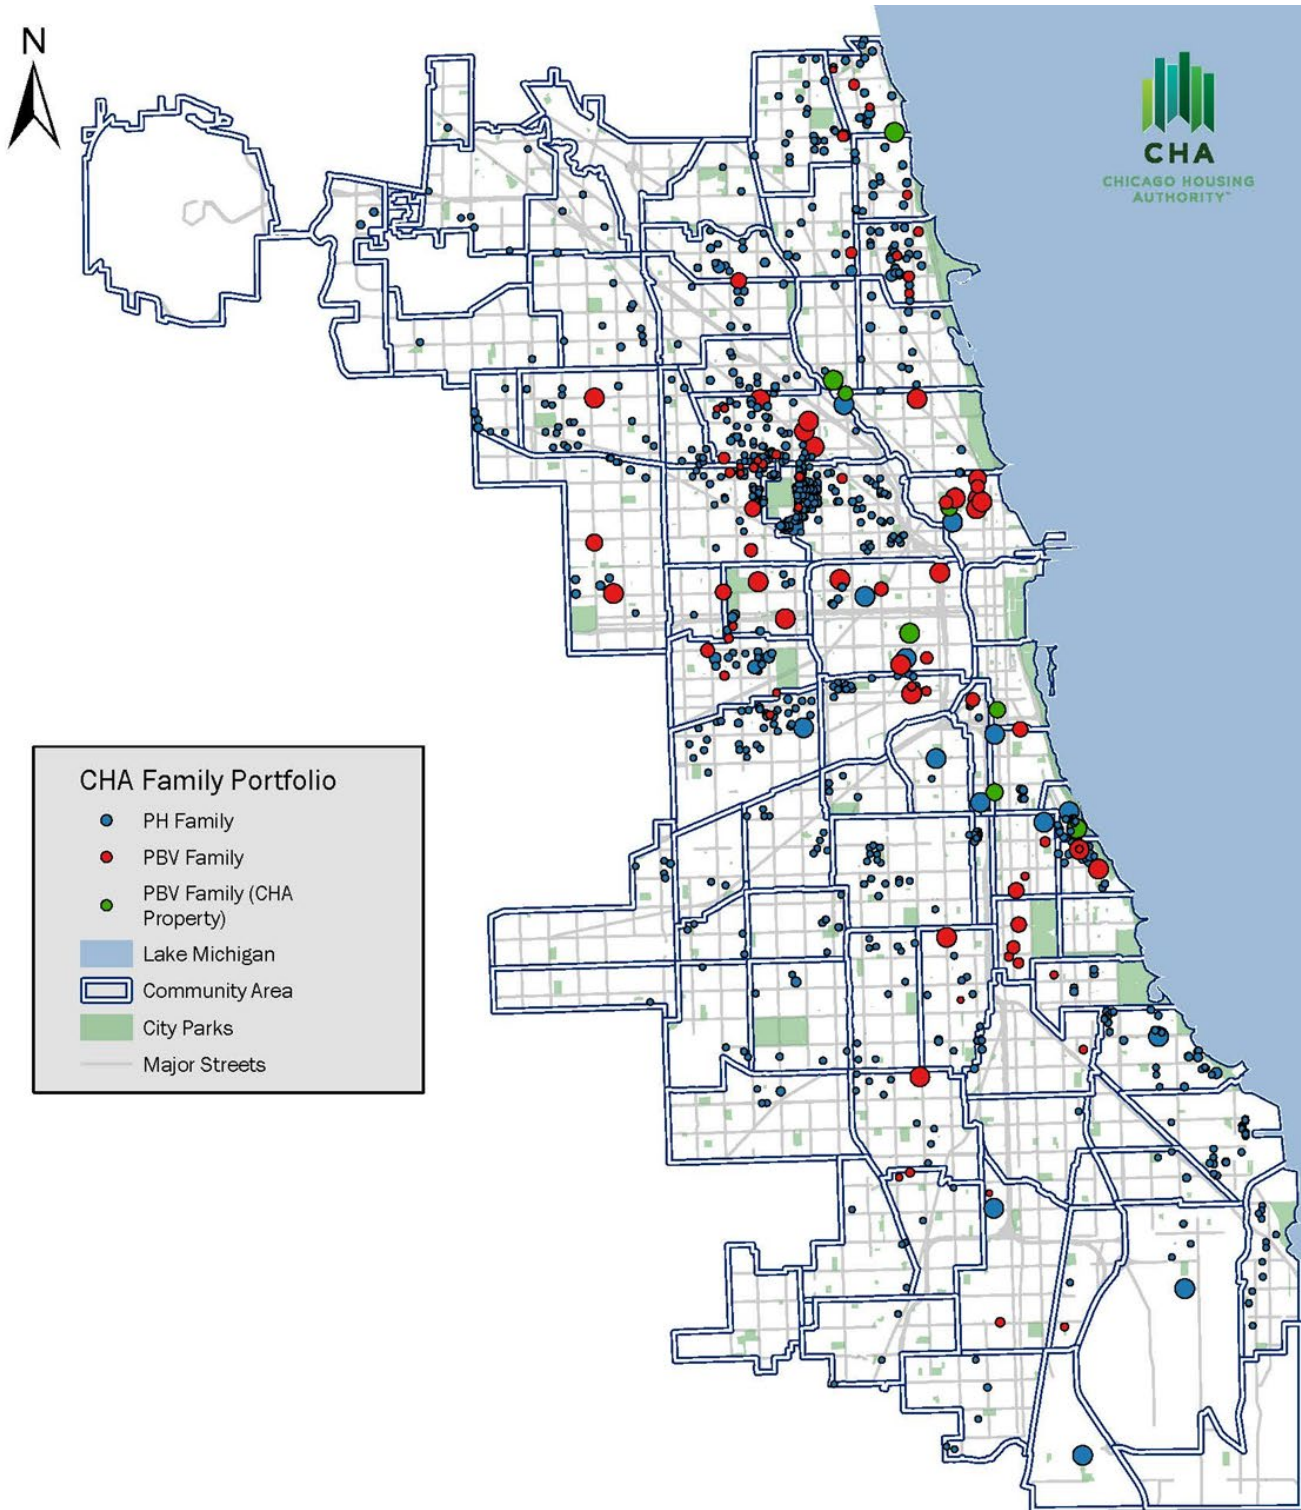 N
CHA
CHICAGO HOUSING
AUTHORITY™
CHA Family Portfolio
PH Family
PBV Family
PBV Family (CHA
Property)
Lake Michigan
Community Area
City Parks
Major Streets